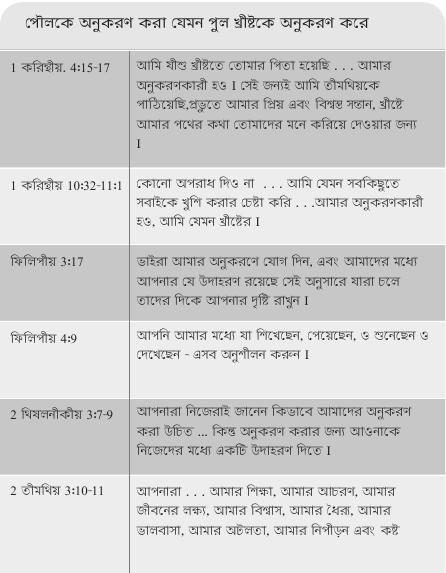 পৌলকে অনুকরণ করা যেমন পুল খ্রীষ্টকে অনুকরণ করে
1 করিন্থীয়. 4:15-17
আমি যীশু খ্রীষ্টতে তোমার পিতা হয়েছি . . . আমার
অনুকরণকারী হও I সেই জন্যই আমি তীমথিয়কে
পাঠিয়েছি,প্রভুতে আমার প্রিয় এবং বিশ্বস্ত সন্তান, খ্রীষ্টে
আমার পথের কথা তোমাদের মনে করিয়ে দেওয়ার জন্য
I
1 করিন্থীয় 10:32-11:1
কোনো অপরাধ দিও না . . . আমি যেমন সবকিছুতে
সবাইকে খুশি করার চেষ্টা করি . . .আমার অনুকরণকারী
হও, আমি যেমন খ্রীষ্টের I
ফিলিপীয় 3:17
ভাইরা আমার অনুকরণে যোগ দিন, এবং আমাদের মধ্যে
আপনার যে উদাহরণ রয়েছে সেই অনুসারে যারা চলে
তাদের দিকে আপনার দৃষ্টি রাখুন I
ফিলিপীয় 4:9
আপনি আমার মধ্যে যা শিখেছেন, পেয়েছেন, ও শুনেছেন ও
দেখেছেন - এসব অনুশীলন করুন I
2 থিষলনীকীয় 3:7-9
আপনারা নিজেরাই জানেন কিভাবে আমাদের অনুকরণ
করা উচিত ... কিন্তু অনুকরণ করার জন্য আওনাকে
নিজেদের মধ্যে একটি উদাহরণ দিতে I
2 তীমথিয় 3:10-11
আপনারা . . . আমার শিক্ষা, আমার আচরণ, আমার
জীবনের লক্ষ্য, আমার বিশ্বাস, আমার ধৈর্য্য, আমার
ভালবাসা, আমার অটলতা, আমার নিপীড়ন এবং কষ্ট